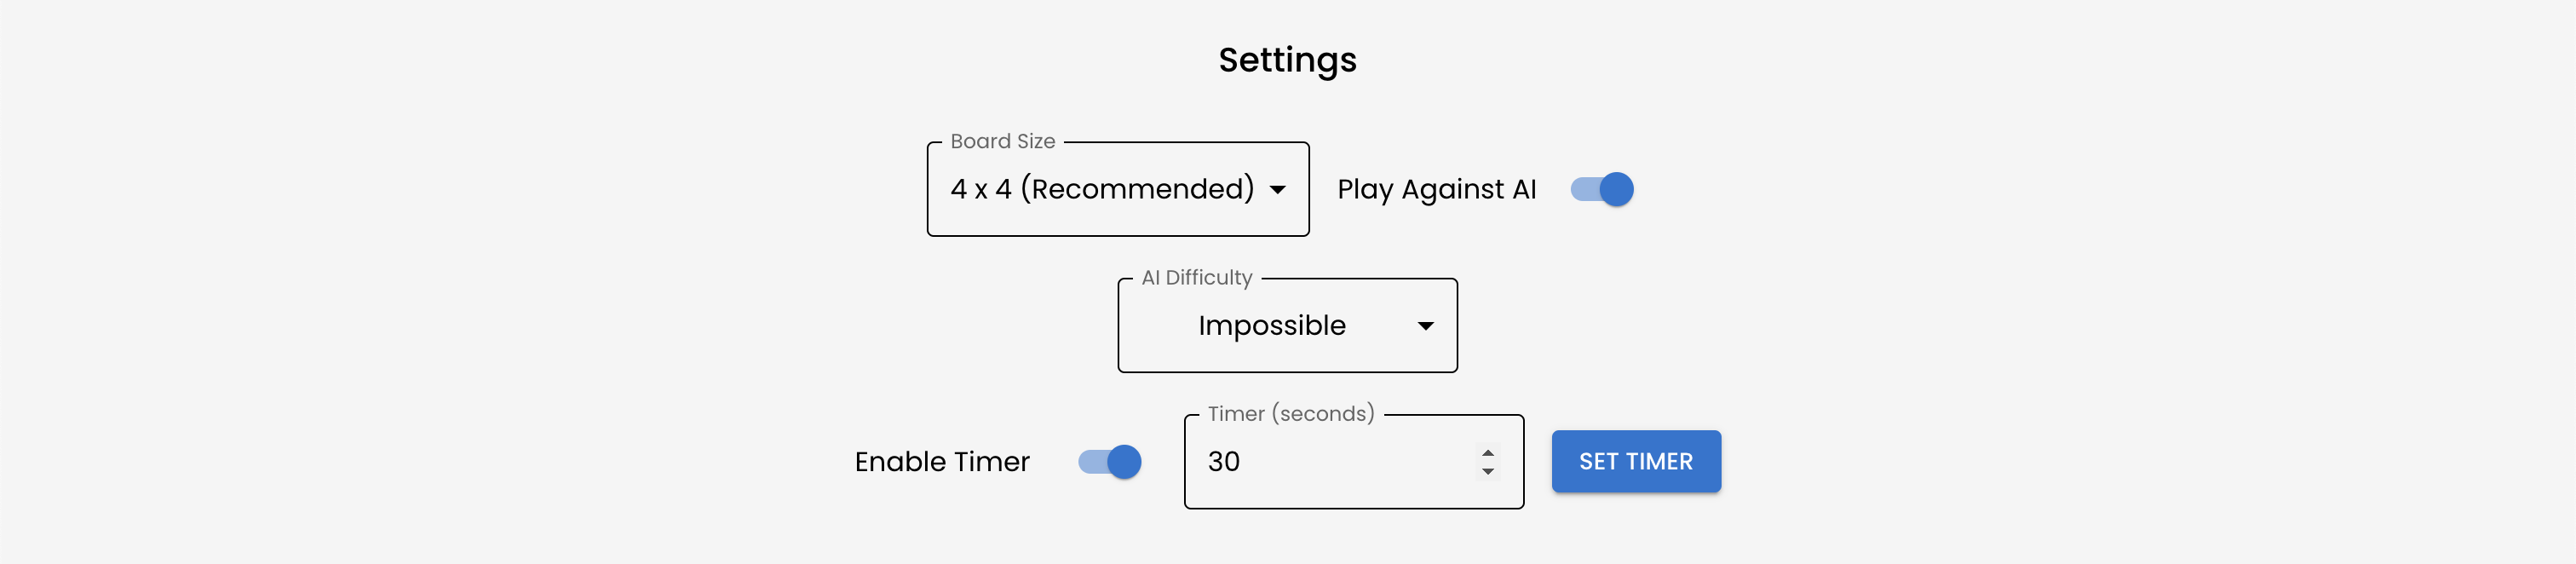 Settings
Board Size
4 x 4 (Recommended)
Play Against AI
AI Difficulty
Impossible
Enable Timer
Timer (seconds)
30
SET TIMER